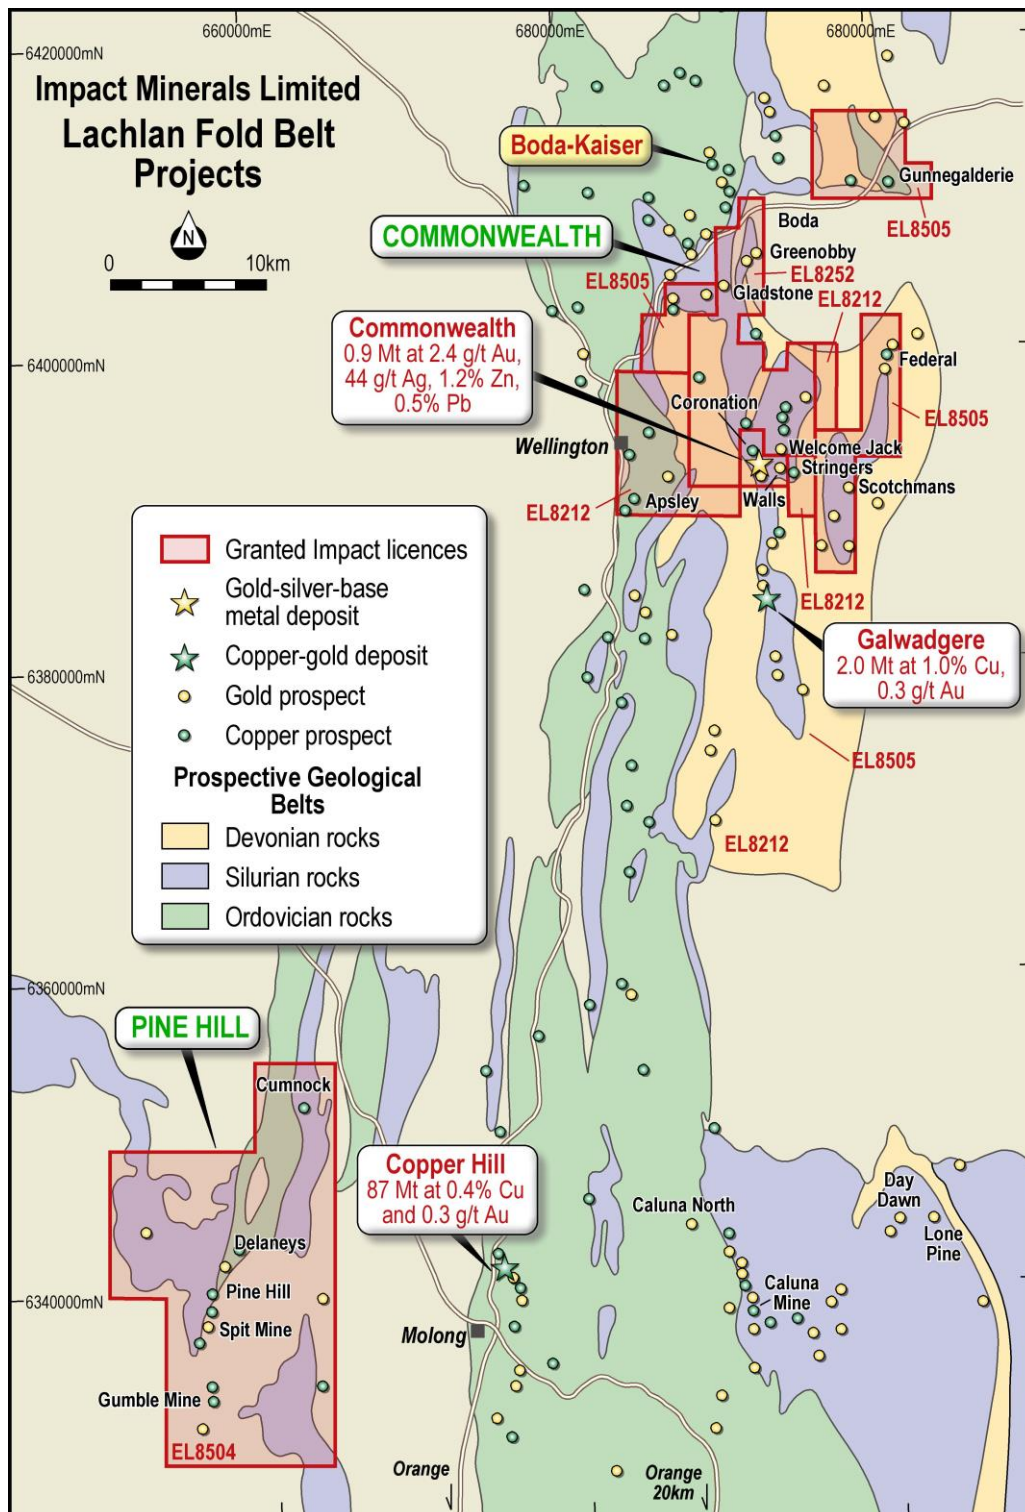 660000mE
680000mE
680000mE
6420000mN
Impact Minerals Limited
Lachlan Fold Belt
Projects
N
0
10km
Boda-Kaiser
Gunnegalderie
EL8505
COMMONWEALTH
Boda
Greenobby
EL8252
EL8505
Gladstone
EL8212
Commonwealth
0.9 Mt at 2.4 g/t Au,
44 g/t Ag, 1.2% Zn,
0.5% Pb
6400000mN
Federal
EL8505
Coronation
Wellington
Welcome Jack
Stringers
Scotchmans
EL8212
Apsley
Walls
EL8212
Granted Impact licences
Gold-silver-base
metal deposit
Copper-gold deposit
Gold prospect
Copper prospect
Prospective Geological
Belts
Devonian rocks
Silurian rocks
Ordovician rocks
Galwadgere
2.0 Mt at 1.0% Cu,
0.3 g/t Au
6380000mN
EL8505
EL8212
6360000mN
PINE HILL
Cumnock
Copper Hill
87 Mt at 0.4% Cu
and 0.3 g/t Au
Caluna North
Day
Dawn
Lone
Pine
Delaneys
Pine Hill
6340000mN
Caluna
Mine
Spit Mine
Molong
Gumble Mine
EL8504
Orange
Orange
20km